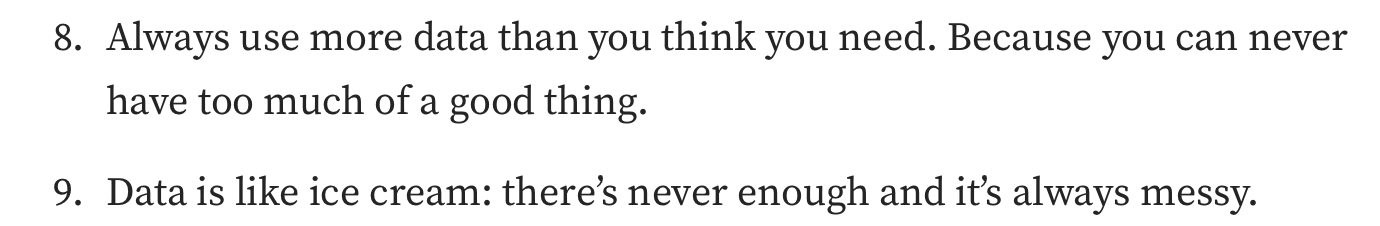 8. Always use more data than you think you need. Because you can never
have too much of a good thing.
9. Data is like ice cream: there’s never enough and it’s always messy.